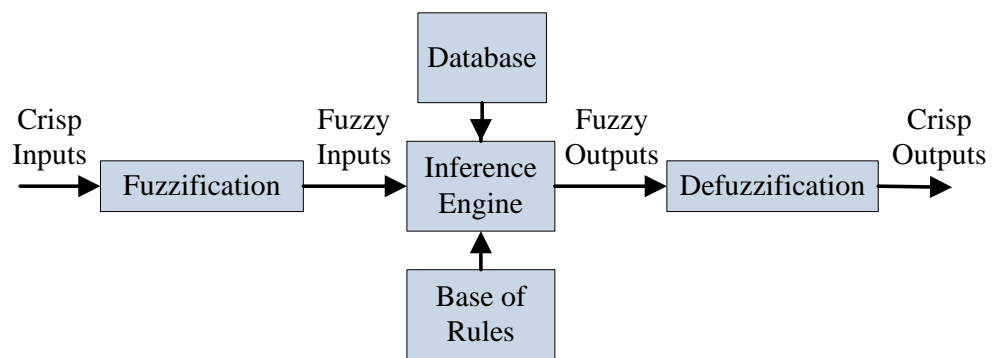 Database
Crisp
Inputs
Fuzzy
Inputs
Fuzzy
Outputs
Crisp
Outputs
Fuzzification
Inference
Engine
Defuzzification
Base of
Rules